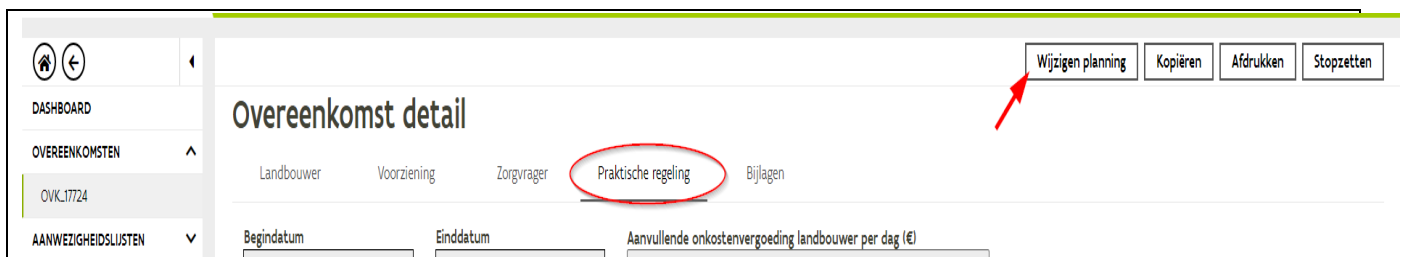 Wijzigen planning Kopiëren Afdrukken Stopzetten
DASHBOARD
OVEREENKOMSTEN
OVK_17724
AANWEZIGHEIDSLIJSTEN
Overeenkomst detail
Landbouwer Voorziening Zorgvrager Praktische regeling Bijlagen
Begindatum Einddatum Aanvullende onkostenvergoeding landbouwer per dag (€)